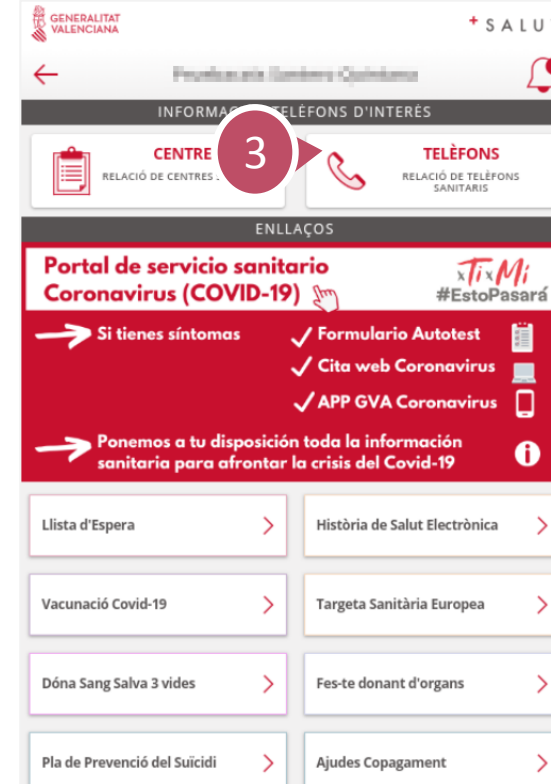 GENERALITAT
VALENCIANA
+ S A L U
INFORMA TELÈFONS D'INTERÉS
3
CENTRE
RELACIÓ DE CENTRES
TELÈFONS
RELACIÓ DE TELÈFONS
SANITARIS
ENLLAÇOS
Portal de servicio sanitario
Coronavirus (COVID-19)
xTixMi
#EstoPasará
Si tienes síntomas
Formulario Autotest
Cita web Coronavirus
APP GVA Coronavirus
Ponemos a tu disposición toda la información
sanitaria para afrontar la crisis del Covid-19
Llista d'Espera
Història de Salut Electrònica
Vacunació Covid-19
Targeta Sanitària Europea
Dóna Sang Salva 3 vides
Fes-te donant d'organs
Pla de Prevenció del Suïcidi
Ajudes Copagament